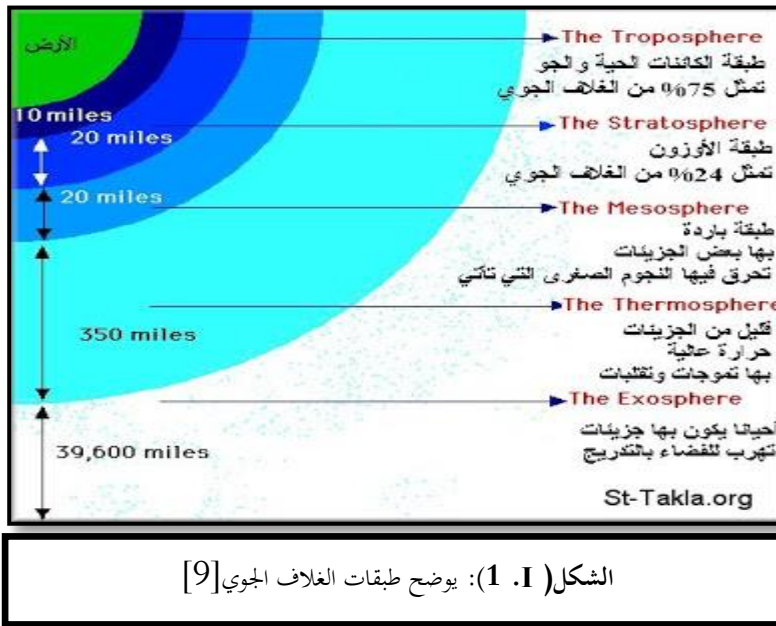 الأرض
The Troposphere
طبقة الكائنات الحية والجو
تمثل 75% من الغلاف الجوي
10 miles
The Stratosphere
20 miles
طبقة الأوزون
تمثل 24% من الغلاف الجوي
20 miles
The Mesosphere
طبقة باردة
بها بعض الجزيئات
تحرق فيها النجوم الصغرى التي تأتي
The Thermosphere
350 miles
قليل من الجزيئات
حرارة عالية
بها تموجات وتقلبات
The Exosphere
39,600 miles
أحيانا يكون بها جزيئات
تهرب للفضاء بالتدريج
St-Takla.org
الشكل( I. 1): يوضح طبقات الغلاف الجوي[9]